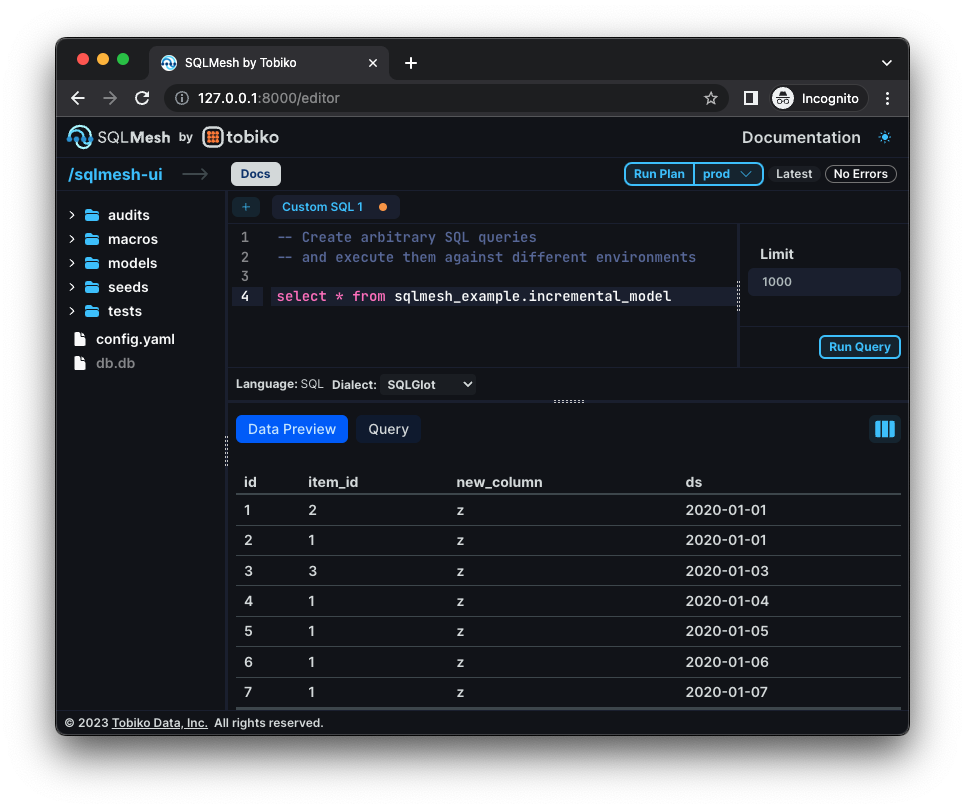 SQLMesh by Tobiko
127.0.0.1:8000/editor
Incognito
SQLMesh by tobiko
Documentation
/sqlmesh-ui
Docs
Run Plan
prod
Latest
No Errors
audits
macros
models
seeds
tests
config.yaml
db.db
+ Custom SQL 1
1 -- Create arbitrary SQL queries
2 -- and execute them against different environments
3
4 select * from sqlmesh_example.incremental_model
Limit
1000
Run Query
Language: SQL Dialect: SQLGlot
Data Preview Query
id item_id new_column ds
1 2 z 2020-01-01
2 1 z 2020-01-01
3 3 z 2020-01-03
4 1 z 2020-01-04
5 1 z 2020-01-05
6 1 z 2020-01-06
7 1 z 2020-01-07
© 2023 Tobiko Data, Inc. All rights reserved.